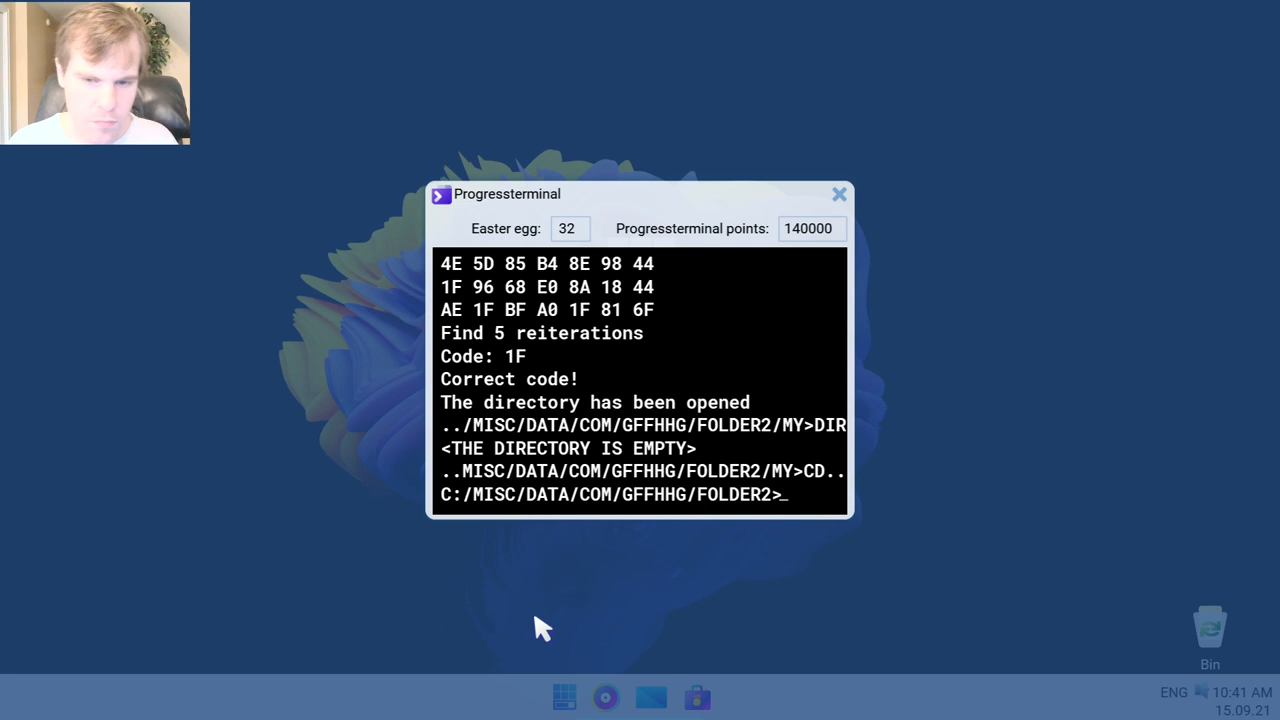 Progressterminal
Easter egg: 32 Progressterminal points: 140000
4E 5D 85 B4 8E 98 44
1F 96 68 E0 8A 18 44
AE 1F BF A0 1F 81 6F
Find 5 reiterations
Code: 1F
Correct code!
The directory has been opened
../MISC/DATA/COM/GFFHHG/FOLDER2/MY>DIR
<THE DIRECTORY IS EMPTY>
..MISC/DATA/COM/GFFHHG/FOLDER2/MY>CD..
C:/MISC/DATA/COM/GFFHHG/FOLDER2>_
Bin
ENG 10:41 AM
15.09.21